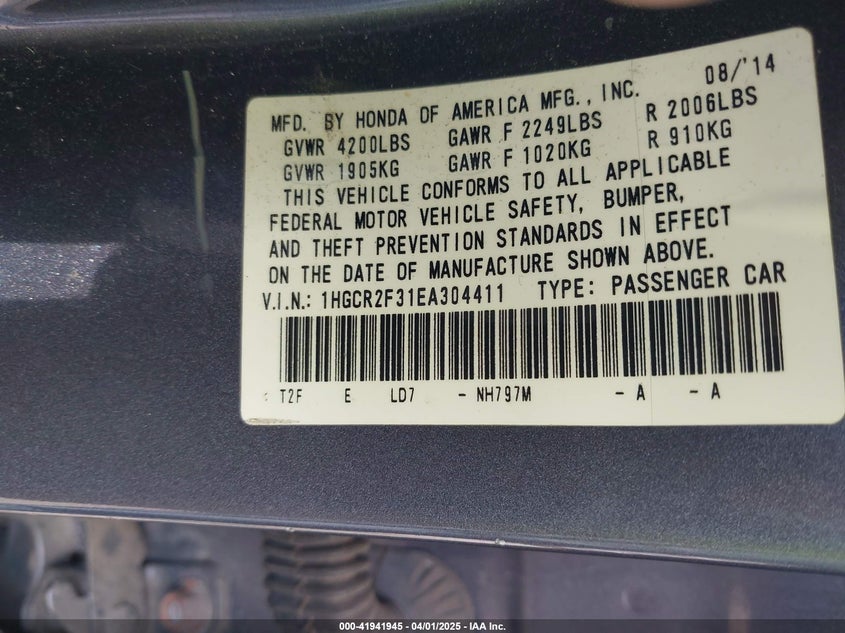 MFD. BY HONDA OF AMERICA MFG., INC. 08/'14
GVWR 4200LBS GAWR F 2249LBS R 2006LBS
GVWR 1905KG GAWR F 1020KG R 910KG
THIS VEHICLE CONFORMS TO ALL APPLICABLE
FEDERAL MOTOR VEHICLE SAFETY, BUMPER,
AND THEFT PREVENTION STANDARDS IN EFFECT
ON THE DATE OF MANUFACTURE SHOWN ABOVE.
V.I.N.: 1HGCR2F31EA304411 TYPE: PASSENGER CAR
T2F E LD7 - NH797M - A - A
000-41941945 - 04/01/2025 - IAA Inc.